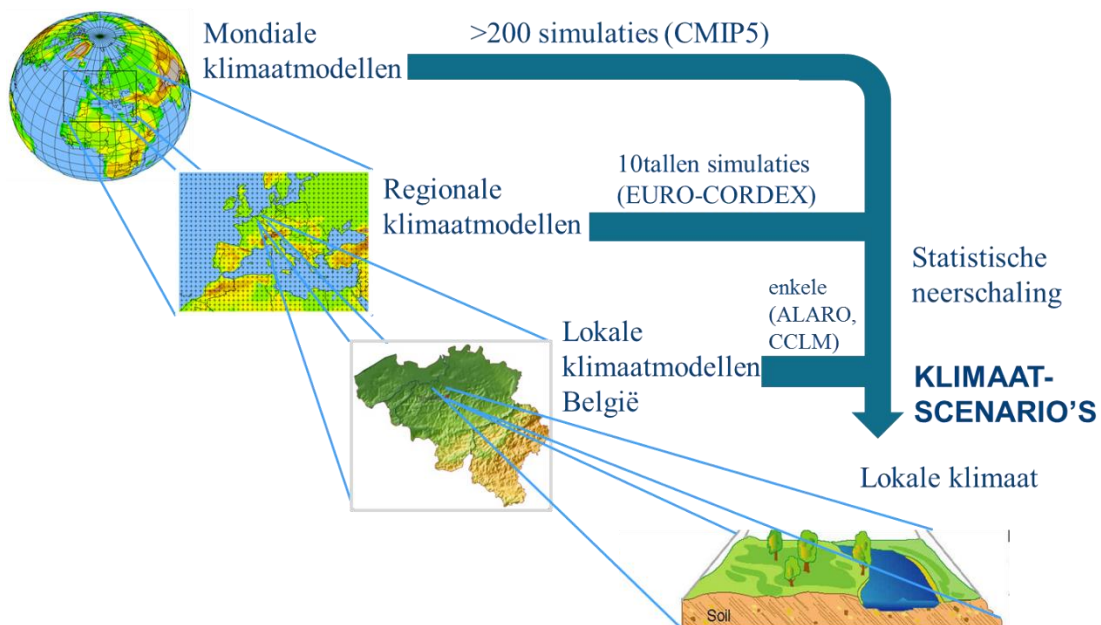 Mondiale
klimaatmodellen
>200 simulaties (CMIP5)
Regionale
klimaatmodellen
10tallen simulaties
(EURO-CORDEX)
Statistische
neerschaling
Lokale
klimaatmodellen
België
enkele
(ALARO,
CCLM)
KLIMAAT-
SCENARIO'S
Lokale klimaat
Soil